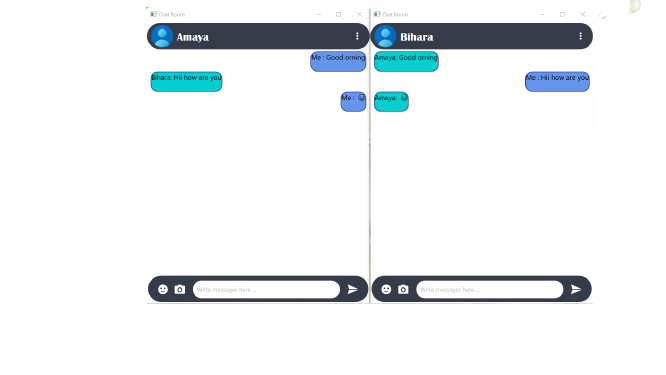 Chat Room
Amaya
Me : Good orning
Bihara: Hii how are you
Me : 😀
Write messages here ...
Chat Room
Bihara
Amaya: Good orning
Me : Hii how are you
Amaya: 😀
Write messages here ...